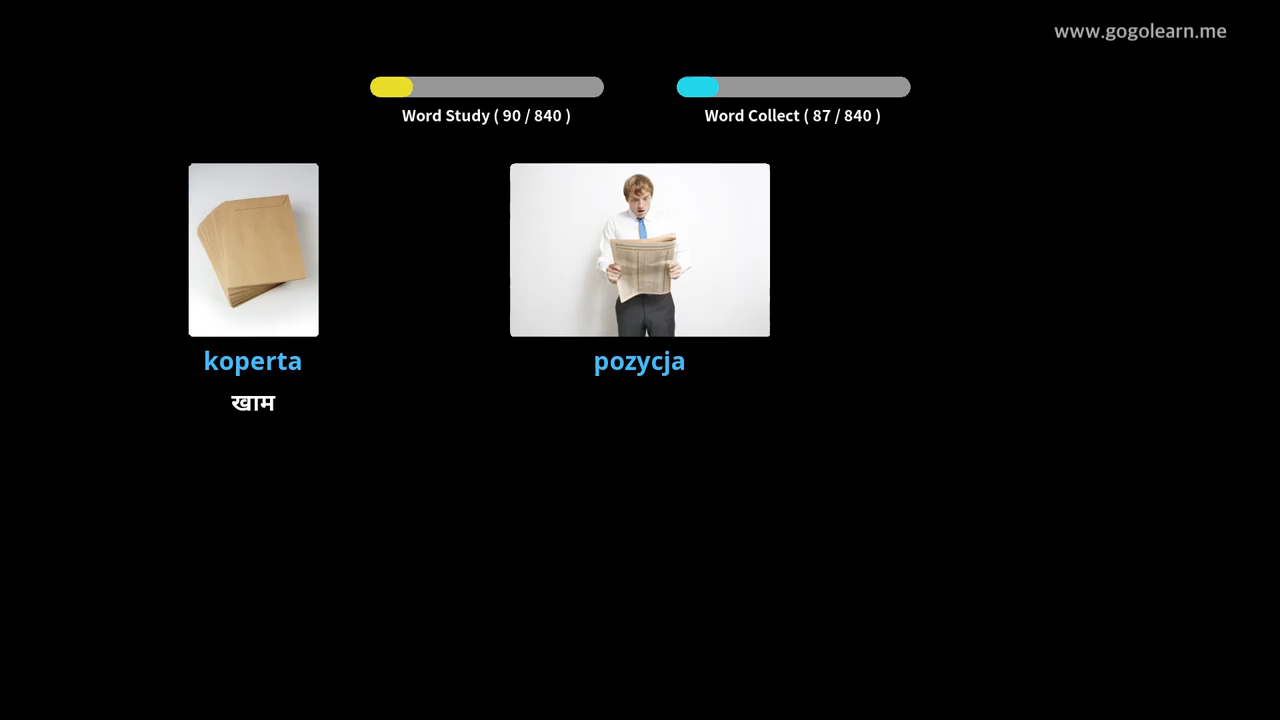 www.gogolearn.me
Word Study ( 90 / 840 )
Word Collect ( 87 / 840 )
koperta
pozycja
खाम